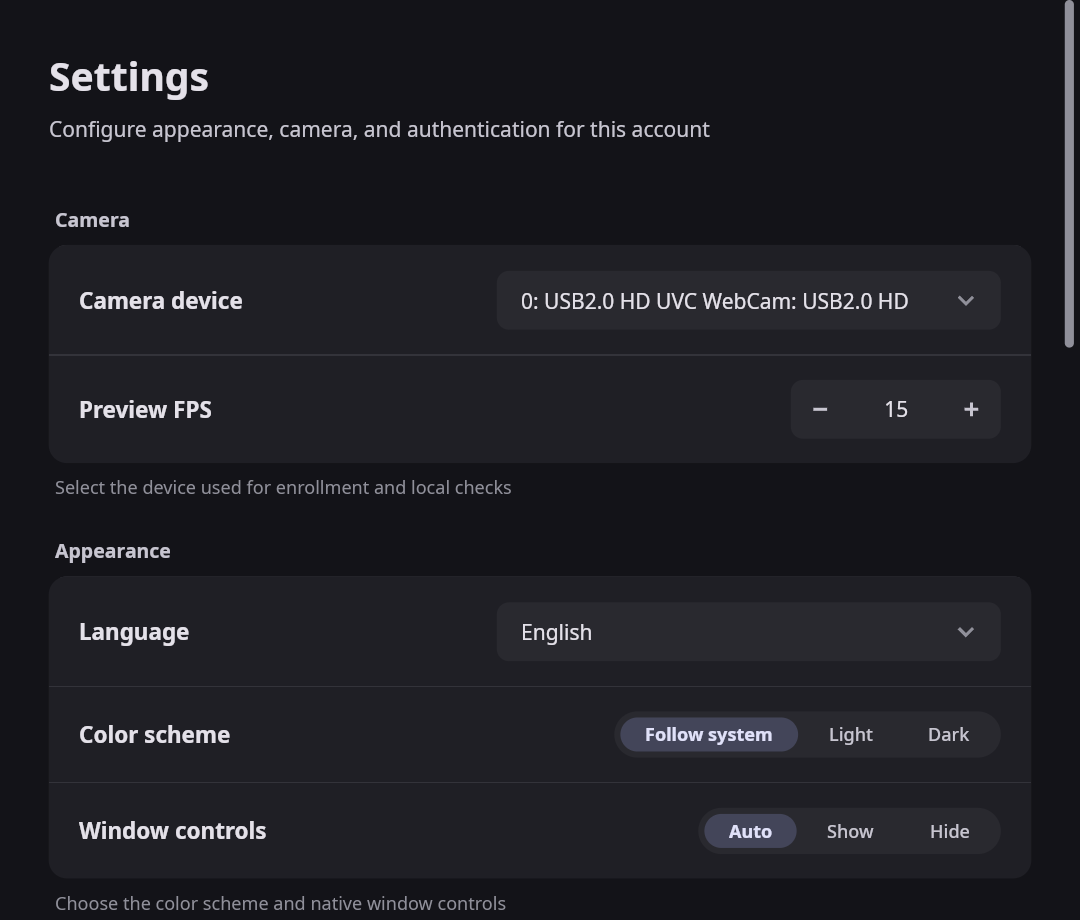 Settings
Configure appearance, camera, and authentication for this account
Camera
Camera device
0: USB2.0 HD UVC WebCam: USB2.0 HD
Preview FPS
− 15 +
Select the device used for enrollment and local checks
Appearance
Language
English
Color scheme
Follow system Light Dark
Window controls
Auto Show Hide
Choose the color scheme and native window controls